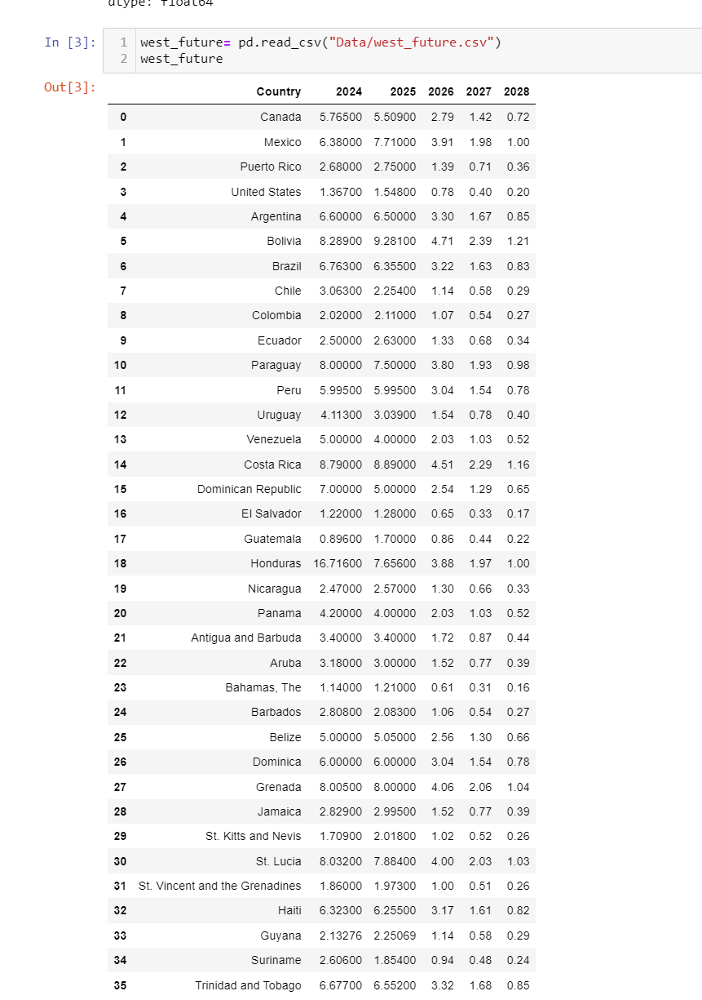 dtype: float64
In [3]: 1 west_future= pd.read_csv("Data/west_future.csv")
2 west_future
Out[3]:
Country 2024 2025 2026 2027 2028
0 Canada 5.76500 5.50900 2.79 1.42 0.72
1 Mexico 6.38000 7.71000 3.91 1.98 1.00
2 Puerto Rico 2.68000 2.75000 1.39 0.71 0.36
3 United States 1.36700 1.54800 0.78 0.40 0.20
4 Argentina 6.60000 6.50000 3.30 1.67 0.85
5 Bolivia 8.28900 9.28100 4.71 2.39 1.21
6 Brazil 6.76300 6.35500 3.22 1.63 0.83
7 Chile 3.06300 2.25400 1.14 0.58 0.29
8 Colombia 2.02000 2.11000 1.07 0.54 0.27
9 Ecuador 2.50000 2.63000 1.33 0.68 0.34
10 Paraguay 8.00000 7.50000 3.80 1.93 0.98
11 Peru 5.99500 5.99500 3.04 1.54 0.78
12 Uruguay 4.11300 3.03900 1.54 0.78 0.40
13 Venezuela 5.00000 4.00000 2.03 1.03 0.52
14 Costa Rica 8.79000 8.89000 4.51 2.29 1.16
15 Dominican Republic 7.00000 5.00000 2.54 1.29 0.65
16 El Salvador 1.22000 1.28000 0.65 0.33 0.17
17 Guatemala 0.89600 1.70000 0.86 0.44 0.22
18 Honduras 16.71600 7.65600 3.88 1.97 1.00
19 Nicaragua 2.47000 2.57000 1.30 0.66 0.33
20 Panama 4.20000 4.00000 2.03 1.03 0.52
21 Antigua and Barbuda 3.40000 3.40000 1.72 0.87 0.44
22 Aruba 3.18000 3.00000 1.52 0.77 0.39
23 Bahamas, The 1.14000 1.21000 0.61 0.31 0.16
24 Barbados 2.80800 2.08300 1.06 0.54 0.27
25 Belize 5.00000 5.05000 2.56 1.30 0.66
26 Dominica 6.00000 6.00000 3.04 1.54 0.78
27 Grenada 8.00500 8.00000 4.06 2.06 1.04
28 Jamaica 2.82900 2.99500 1.52 0.77 0.39
29 St. Kitts and Nevis 1.70900 2.01800 1.02 0.52 0.26
30 St. Lucia 8.03200 7.88400 4.00 2.03 1.03
31 St. Vincent and the Grenadines 1.86000 1.97300 1.00 0.51 0.26
32 Haiti 6.32300 6.25500 3.17 1.61 0.82
33 Guyana 2.13276 2.25069 1.14 0.58 0.29
34 Suriname 2.60600 1.85400 0.94 0.48 0.24
35 Trinidad and Tobago 6.67700 6.55200 3.32 1.68 0.85